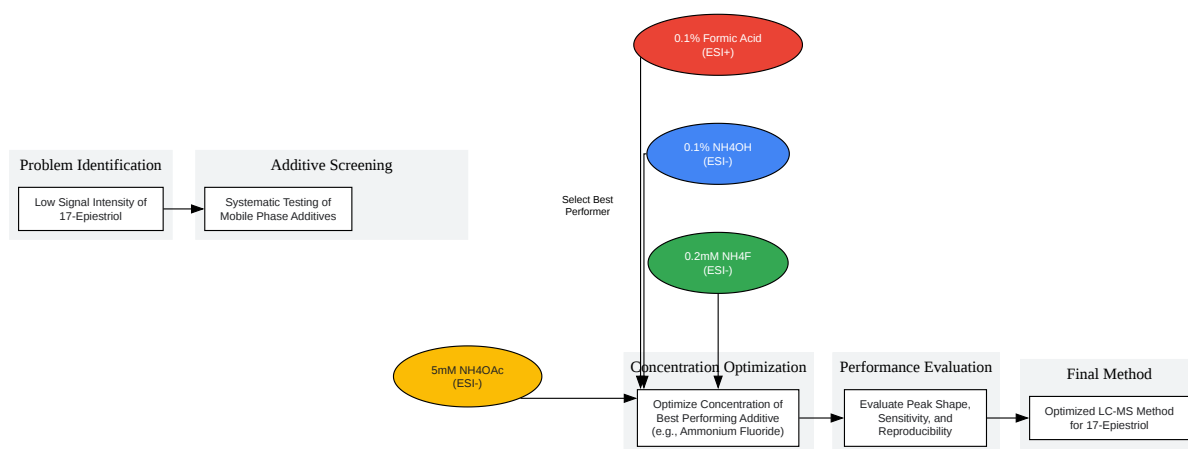 0.1% Formic Acid
(ESI+)
0.1% NH4OH
(ESI-)
Problem Identification
Low Signal Intensity of
17-Epiestriol
Additive Screening
Systematic Testing of
Mobile Phase Additives
Select Best
Performer
0.2mM NH4F
(ESI-)
5mM NH4OAc
(ESI-)
Concentration Optimization
Optimize Concentration of
Best Performing Additive
(e.g., Ammonium Fluoride)
Performance Evaluation
Evaluate Peak Shape,
Sensitivity, and
Reproducibility
Final Method
Optimized LC-MS Method
for 17-Epiestriol